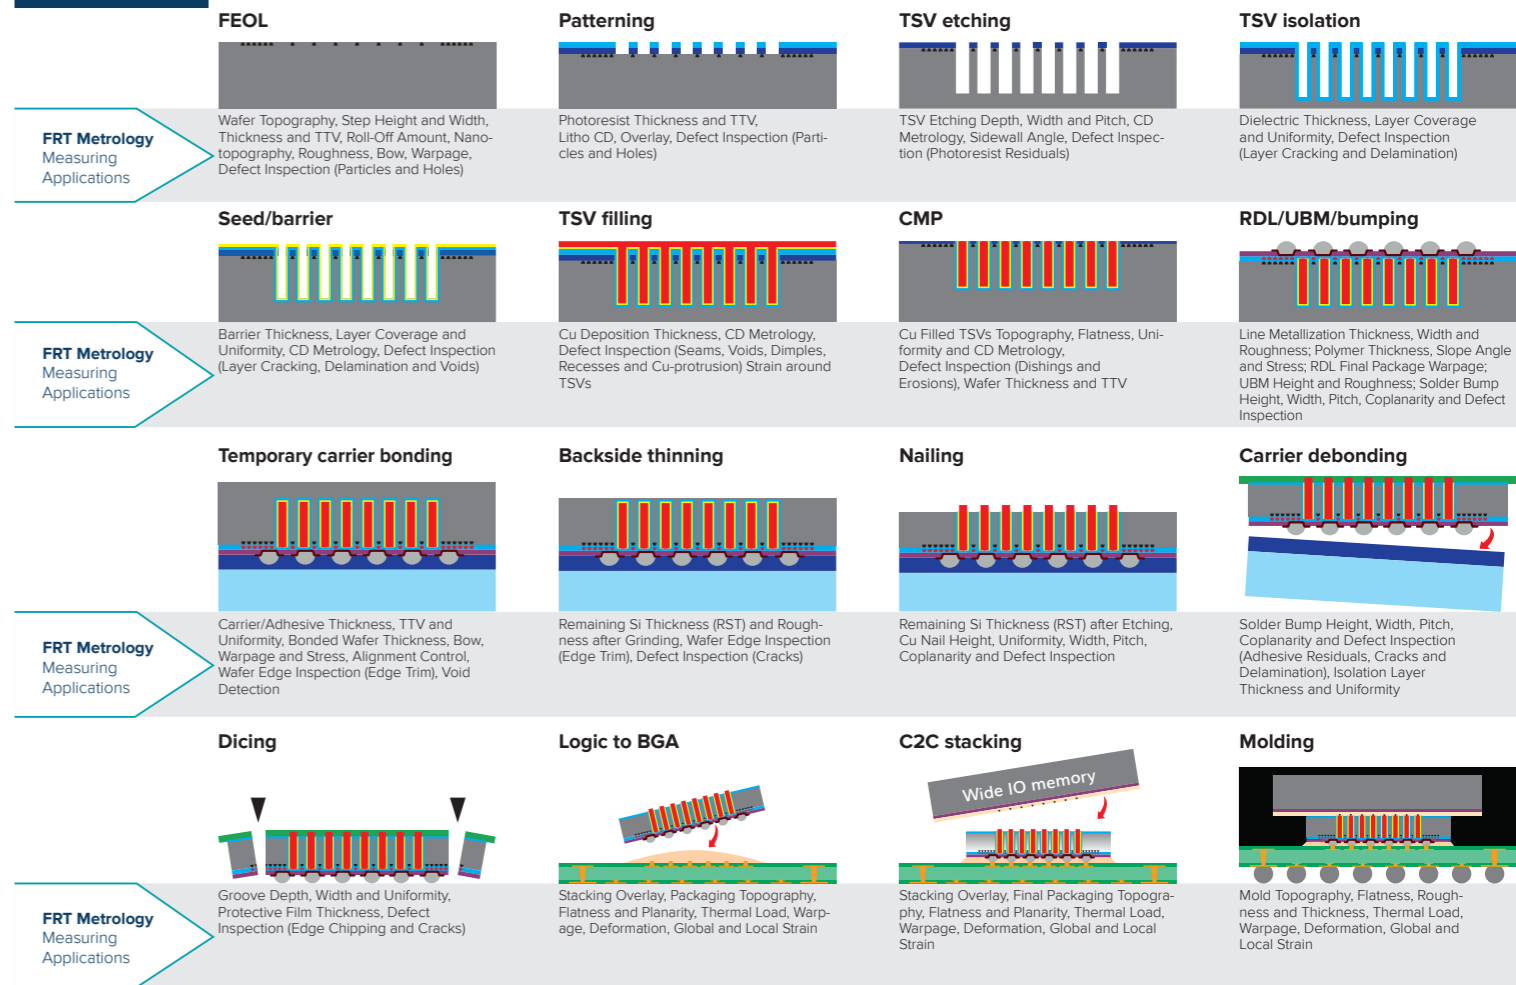 FEOL
Patterning
TSV etching
TSV isolation
FRT Metrology
Measuring
Applications
Wafer Topography, Step Height and Width,
Thickness and TTV, Roll-Off Amount, Nano-
topography, Roughness, Bow, Warpage,
Defect Inspection (Particles and Holes)
Photoresist Thickness and TTV,
Litho CD, Overlay, Defect Inspection (Parti-
cles and Holes)
TSV Etching Depth, Width and Pitch, CD
Metrology, Sidewall Angle, Defect Inspec-
tion (Photoresist Residuals)
Dielectric Thickness, Layer Coverage
and Uniformity, Defect Inspection
(Layer Cracking and Delamination)
Seed/barrier
TSV filling
CMP
RDL/UBM/bumping
FRT Metrology
Measuring
Applications
Barrier Thickness, Layer Coverage and
Uniformity, CD Metrology, Defect Inspection
(Layer Cracking, Delamination and Voids)
Cu Deposition Thickness, CD Metrology,
Defect Inspection (Seams, Voids, Dimples,
Recesses and Cu-protrusion) Strain around
TSVs
Cu Filled TSVs Topography, Flatness, Uni-
formity and CD Metrology,
Defect Inspection (Dishings and
Erosions), Wafer Thickness and TTV
Line Metallization Thickness, Width and
Roughness; Polymer Thickness, Slope Angle
and Stress; RDL Final Package Warpage;
UBM Height and Roughness; Solder Bump
Height, Width, Pitch, Coplanarity and Defect
Inspection
Temporary carrier bonding
Backside thinning
Nailing
Carrier debonding
FRT Metrology
Measuring
Applications
Carrier/Adhesive Thickness, TTV and
Uniformity, Bonded Wafer Thickness, Bow,
Warpage and Stress, Alignment Control,
Wafer Edge Inspection (Edge Trim), Void
Detection
Remaining Si Thickness (RST) and Rough-
ness after Grinding, Wafer Edge Inspection
(Edge Trim), Defect Inspection (Cracks)
Remaining Si Thickness (RST) after Etching,
Cu Nail Height, Uniformity, Width, Pitch,
Coplanarity and Defect Inspection
Solder Bump Height, Width, Pitch,
Coplanarity and Defect Inspection
(Adhesive Residuals, Cracks and
Delamination), Isolation Layer
Thickness and Uniformity
Dicing
Logic to BGA
C2C stacking
Molding
Wide IO memory
FRT Metrology
Measuring
Applications
Groove Depth, Width and Uniformity,
Protective Film Thickness, Defect
Inspection (Edge Chipping and Cracks)
Stacking Overlay, Packaging Topography,
Flatness and Planarity, Thermal Load, Warp-
age, Deformation, Global and Local Strain
Stacking Overlay, Final Packaging Topogra-
phy, Flatness and Planarity, Thermal Load,
Warpage, Deformation, Global and Local
Strain
Mold Topography, Flatness, Rough-
ness and Thickness, Thermal Load,
Warpage, Deformation, Global and
Local Strain